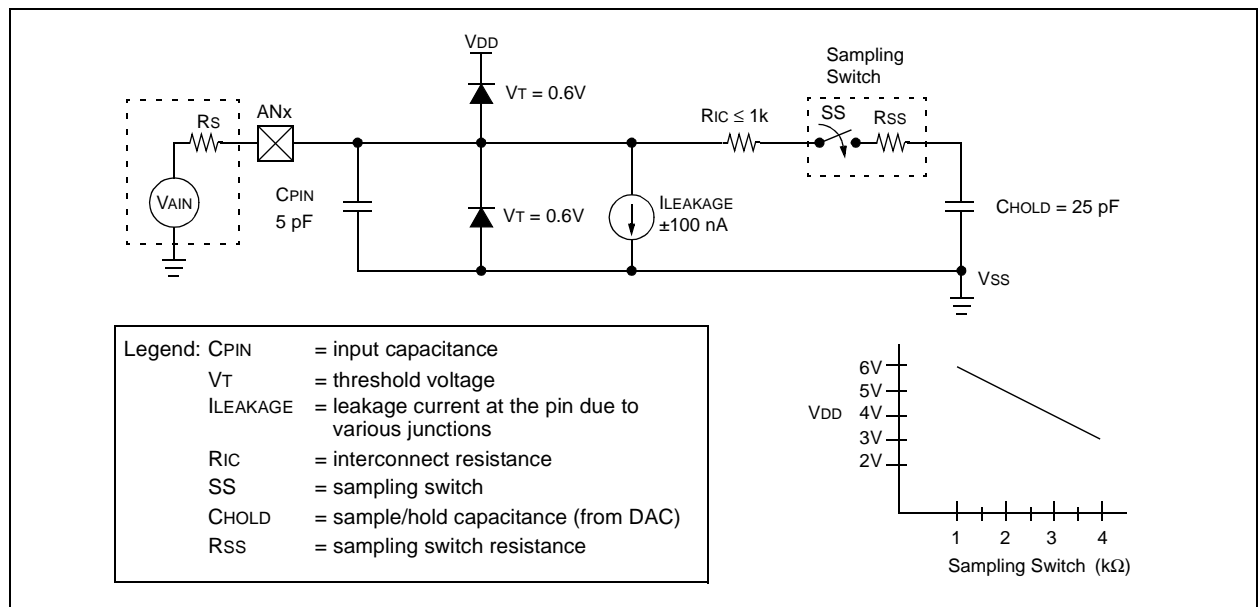 VDD
Sampling
Switch
VT = 0.6V
RS
ANx
RIC ≤ 1k
SS
RSS
VAIN
CPIN
5 pF
VT = 0.6V
ILEAKAGE
±100 nA
CHOLD = 25 pF
VSS
Legend: CPIN = input capacitance
VT = threshold voltage
ILEAKAGE = leakage current at the pin due to
various junctions
RIC = interconnect resistance
SS = sampling switch
CHOLD = sample/hold capacitance (from DAC)
RSS = sampling switch resistance
6V
5V
VDD 4V
3V
2V
1 2 3 4
Sampling Switch (kΩ)